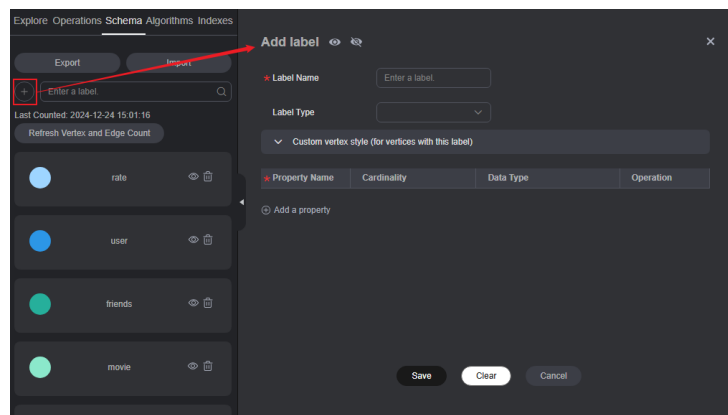 Explore Operations Schema Algorithms Indexes
Export Import
Enter a label.
Last Counted: 2024-12-24 15:01:16
Refresh Vertex and Edge Count
rate
user
friends
movie
Add label
* Label Name Enter a label.
Label Type
Custom vertex style (for vertices with this label)
* Property Name Cardinality Data Type Operation
Add a property
Save Clear Cancel